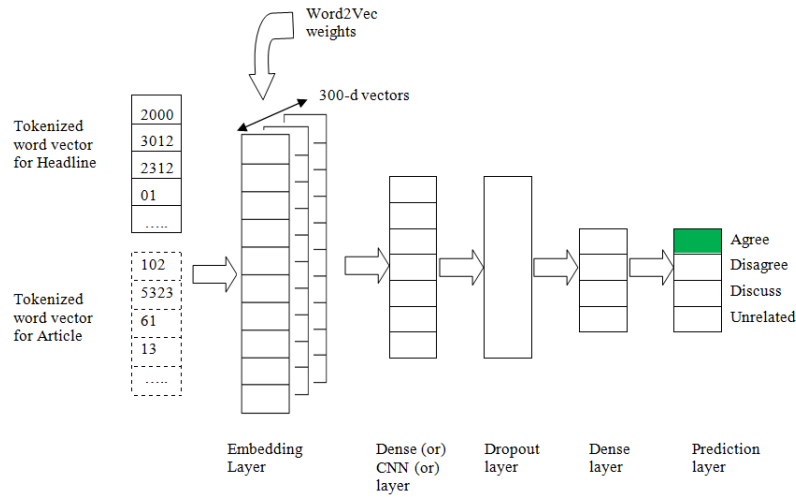 Word2Vec
weights
300-d vectors
Tokenized
word vector
for Headline
2000
3012
2312
01
.....
Tokenized
word vector
for Article
102
5323
61
13
.....
Agree
Disagree
Discuss
Unrelated
Embedding
Layer
Dense (or)
CNN (or)
layer
Dropout
layer
Dense
layer
Prediction
layer